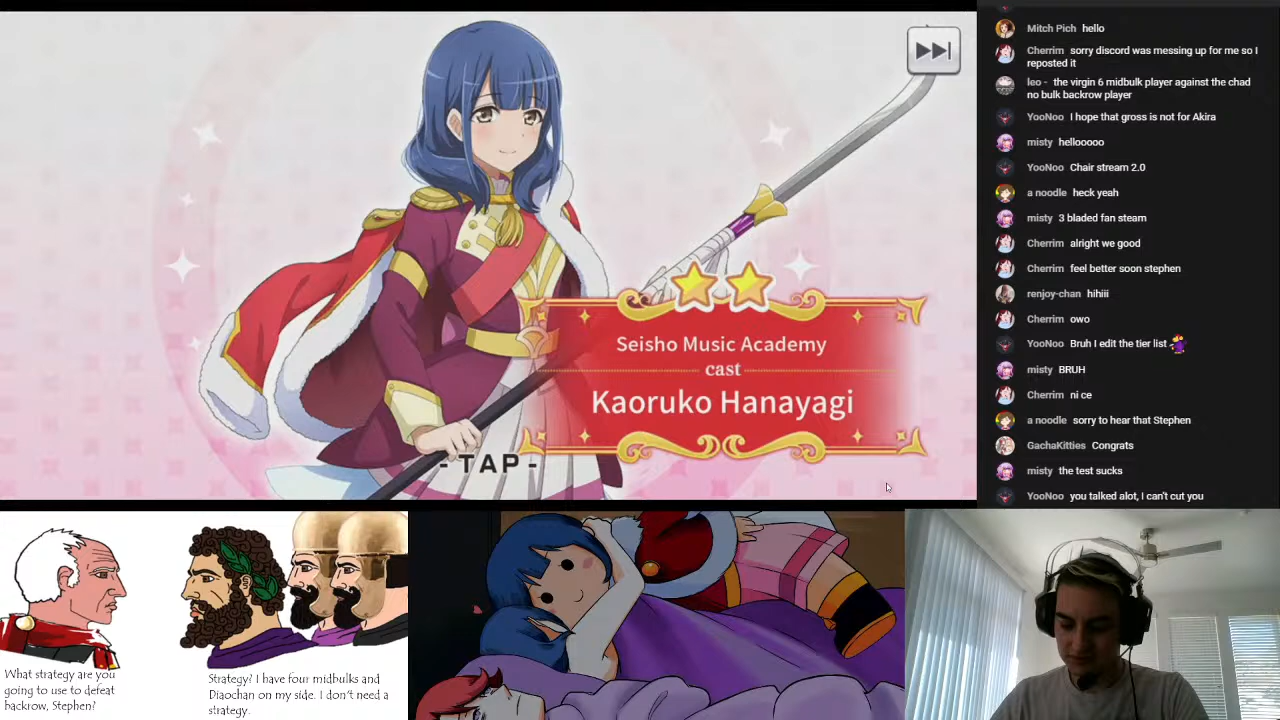 Seisho Music Academy
cast
Kaoruko Hanayagi
- TAP -
Mitch Pich hello
Cherrim sorry discord was messing up for me so I
reposted it
leo - the virgin 6 midbulk player against the chad
no bulk backrow player
YooNoo I hope that gross is not for Akira
misty hellooooo
YooNoo Chair stream 2.0
a noodle heck yeah
misty 3 bladed fan steam
Cherrim alright we good
Cherrim feel better soon stephen
renjoy-chan hihiii
Cherrim owo
YooNoo Bruh I edit the tier list
misty BRUH
Cherrim ni ce
a noodle sorry to hear that Stephen
GachaKitties Congrats
misty the test sucks
YooNoo you talked alot, I can't cut you
What strategy are you
going to use to defeat
backrow, Stephen?
Strategy? I have four midbulks and
Diaochan on my side. I don't need a
strategy.